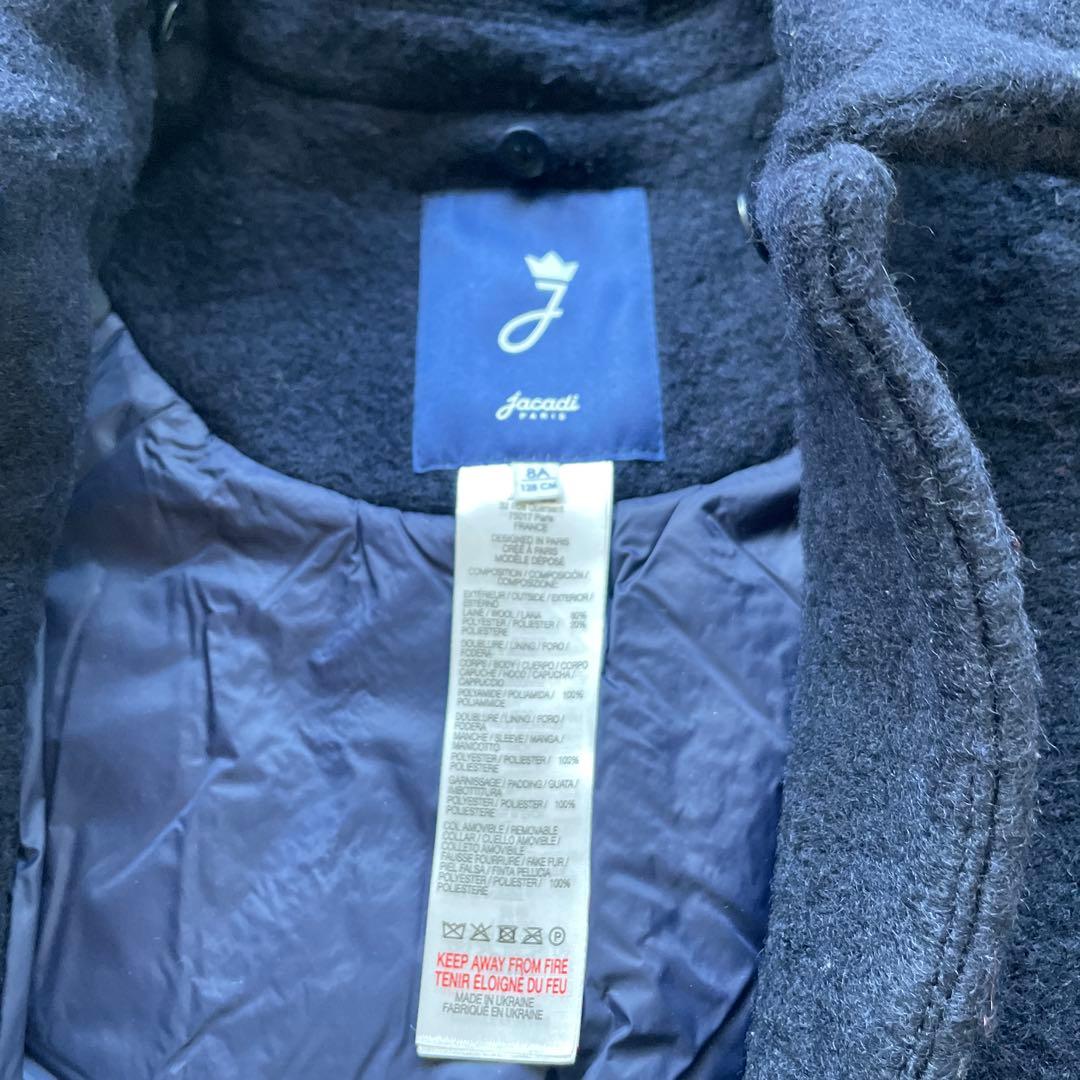 J
Jacadi
PARIS
8A
128 CM
75017 Paris
FRANCE
DESIGNED IN PARIS
CRÉÉ À PARIS
MODÈLE DÉPOSÉ
COMPOSITION / COMPOSICIÓN /
COMPOSIZIONE:
EXTÉRIEUR / OUTSIDE / EXTERIOR /
ESTERNO
LAINE / WOOL / LANA 80%
POLYESTER / POLIESTER / 20%
POLIESTERE
DOUBLURE / LINING / FORO /
FODERA
CORPS / BODY / CUERPO / CORPO
CAPUCHE / HOOD / CAPUCHA /
CAPPUCCIO
POLYAMIDE / POLIAMIDA / 100%
POLIAMMIDE
DOUBLURE / LINING / FORO /
FODERA
MANCHE / SLEEVE / MANGA /
MANICOTTO
POLYESTER / POLIESTER / 100%
POLIESTERE
GARNISSAGE / PADDING / GUATA /
IMBOTTITURA
POLYESTER / POLIESTER / 100%
POLIESTERE
COL AMOVIBLE / REMOVABLE
COLLAR / CUELLO AMOVIBLE /
COLLETO AMOVIBILE
FAUSSE FOURRURE / FAKE FUR /
PIEL FALSA / FINTA PELLICIA
POLYESTER / POLIESTER / 100%
POLIESTERE
P
KEEP AWAY FROM FIRE
TENIR ÉLOIGNÉ DU FEU
MADE IN UKRAINE
FABRIQUÉ EN UKRAINE